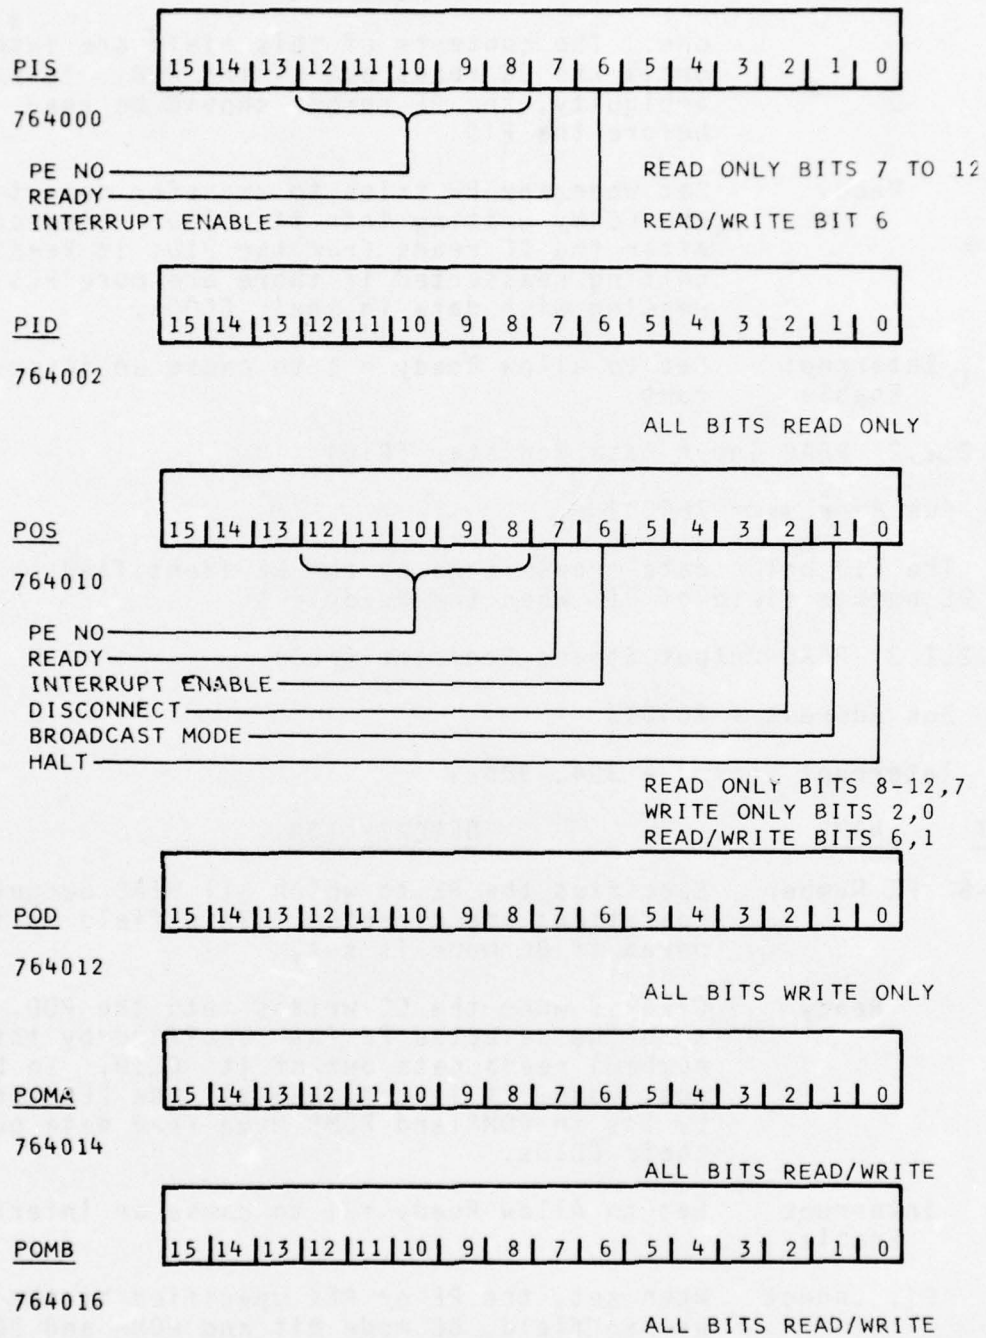 PIS 15 14 13 12 11 10 9 8 7 6 5 4 3 2 1 0
764000
PE NO
READ ONLY BITS 7 TO 12
READY
INTERRUPT ENABLE
READ/WRITE BIT 6
PID 15 14 13 12 11 10 9 8 7 6 5 4 3 2 1 0
764002
ALL BITS READ ONLY
POS 15 14 13 12 11 10 9 8 7 6 5 4 3 2 1 0
764010
PE NO
READY
INTERRUPT ENABLE
DISCONNECT
BROADCAST MODE
HALT
READ ONLY BITS 8-12,7
WRITE ONLY BITS 2,0
READ/WRITE BITS 6,1
POD 15 14 13 12 11 10 9 8 7 6 5 4 3 2 1 0
764012
ALL BITS WRITE ONLY
POMA 15 14 13 12 11 10 9 8 7 6 5 4 3 2 1 0
764014
ALL BITS READ/WRITE
POMB 15 14 13 12 11 10 9 8 7 6 5 4 3 2 1 0
764016
ALL BITS READ/WRITE